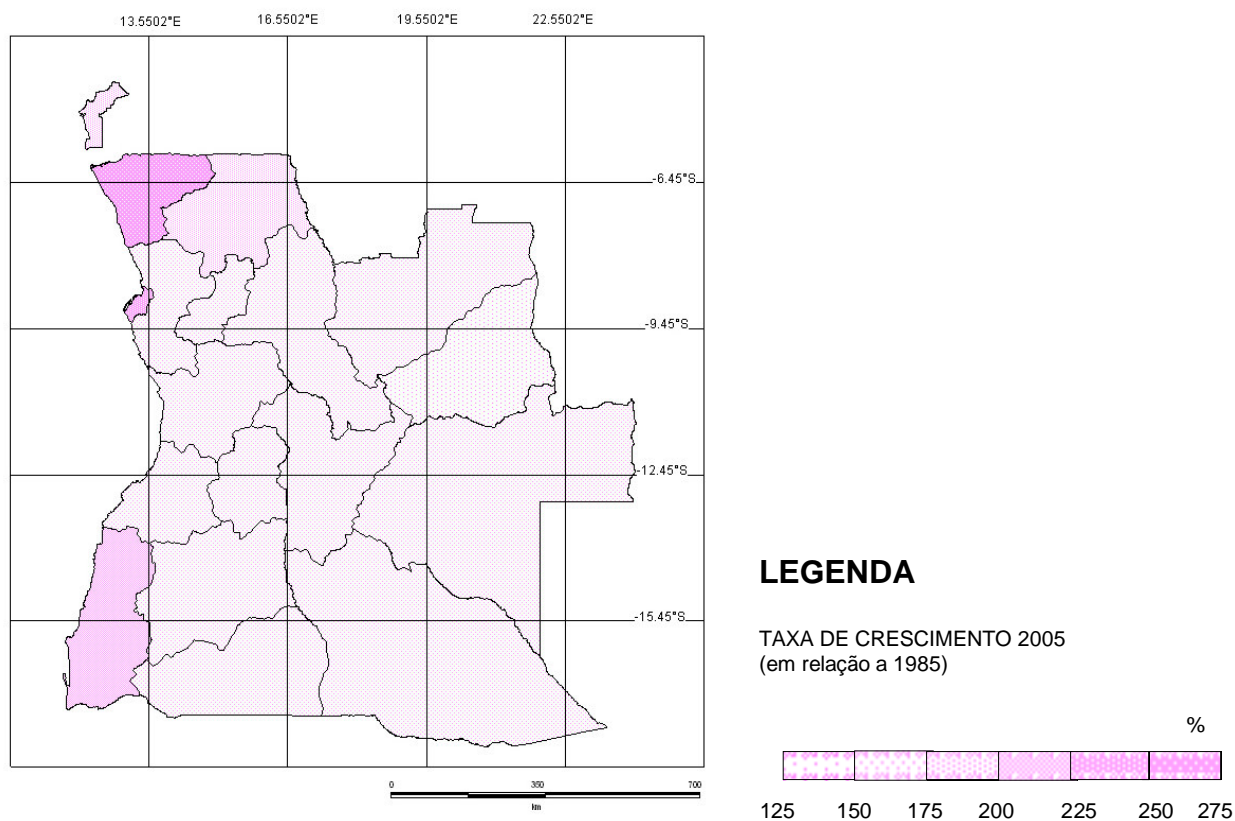 13.5502°E 16.5502°E 19.5502°E 22.5502°E
-6.45°S
-9.45°S
-12.45°S
-15.45°S
0 350 700
km
LEGENDA
TAXA DE CRESCIMENTO 2005
(em relação a 1985)
%
125 150 175 200 225 250 275